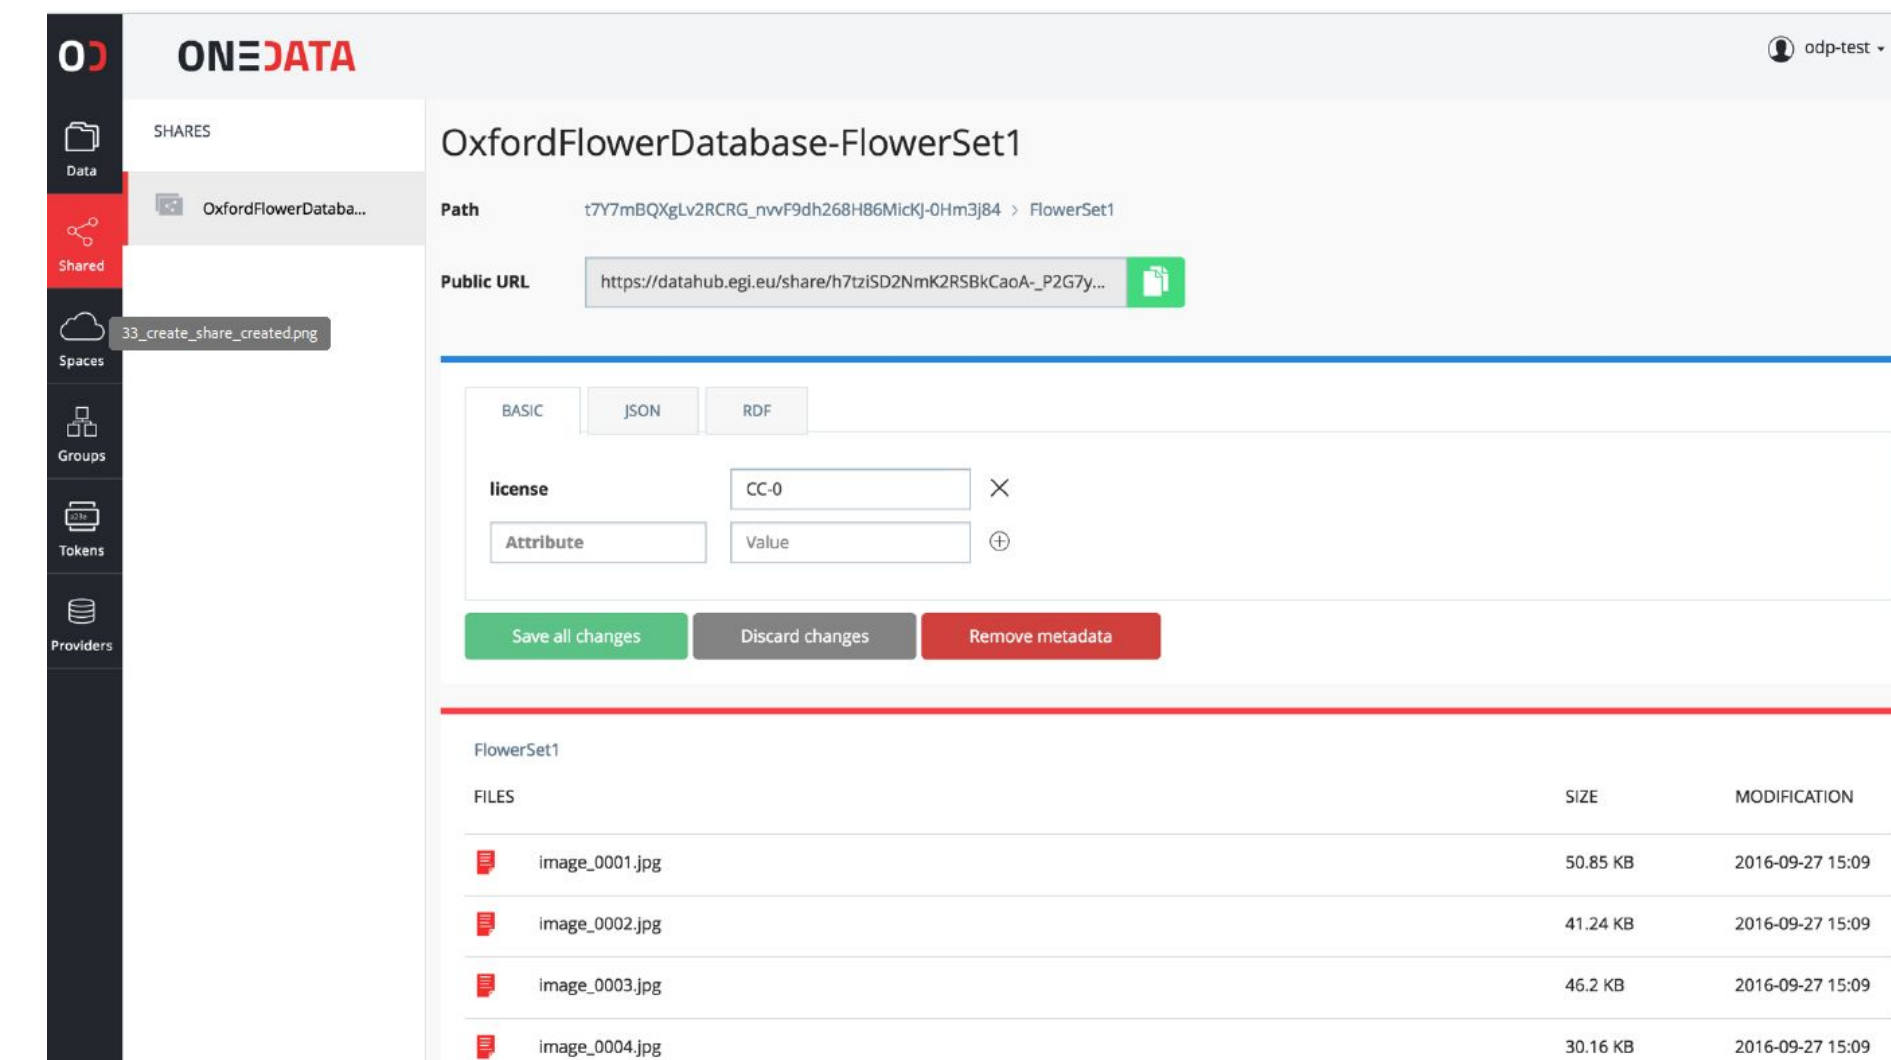 OD
ONEDATA
odp-test
Data
Shared
Spaces
Groups
Tokens
Providers
SHARES
OxfordFlowerDataba...
33_create_share_created.png
OxfordFlowerDatabase-FlowerSet1
Path t7Y7mBQXgLv2RCRG_nvvF9dh268H86MicKJ-0Hm3j84 > FlowerSet1
Public URL https://datahub.egi.eu/share/h7tziSD2NmK2RSBkCaoA-_P2G7y...
BASIC JSON RDF
license CC-0
Attribute Value
Save all changes Discard changes Remove metadata
FlowerSet1
FILES SIZE MODIFICATION
image_0001.jpg 50.85 KB 2016-09-27 15:09
image_0002.jpg 41.24 KB 2016-09-27 15:09
image_0003.jpg 46.2 KB 2016-09-27 15:09
image_0004.jpg 30.16 KB 2016-09-27 15:09